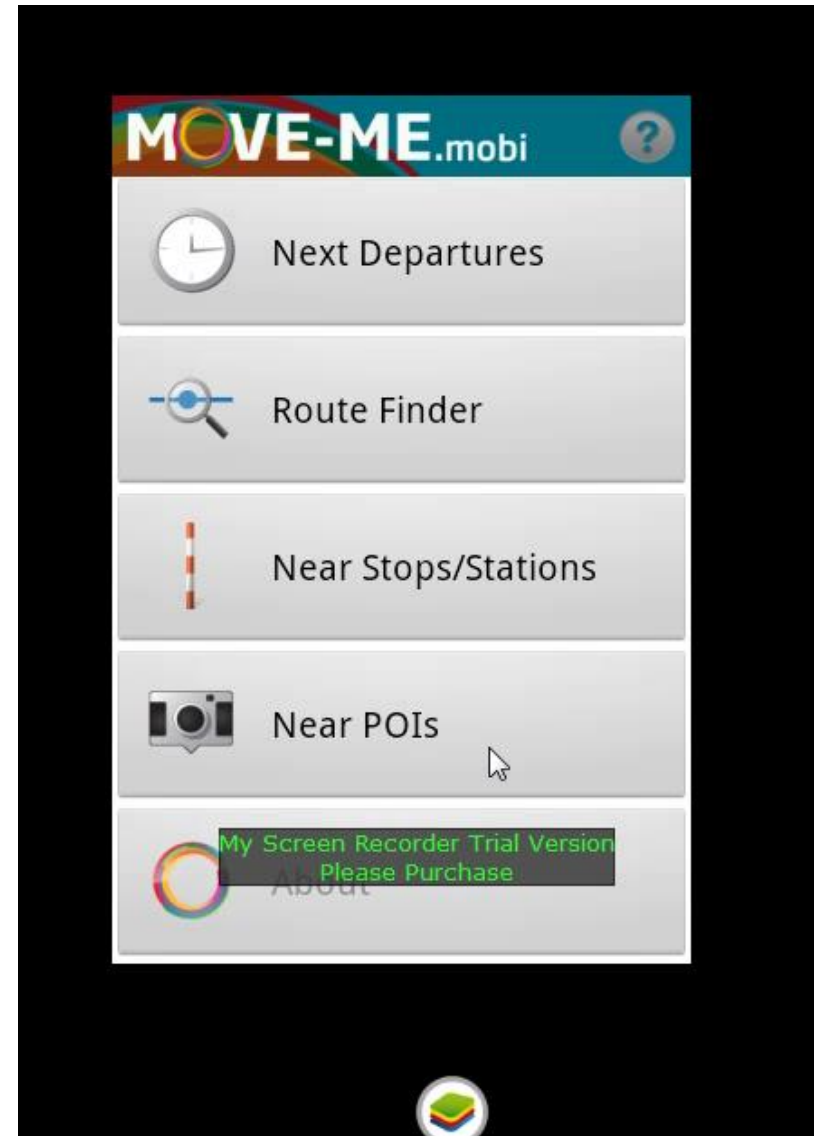 MOVE-ME.mobi ?
Next Departures
Route Finder
Near Stops/Stations
Near POIs
My Screen Recorder Trial Version
Please Purchase
About